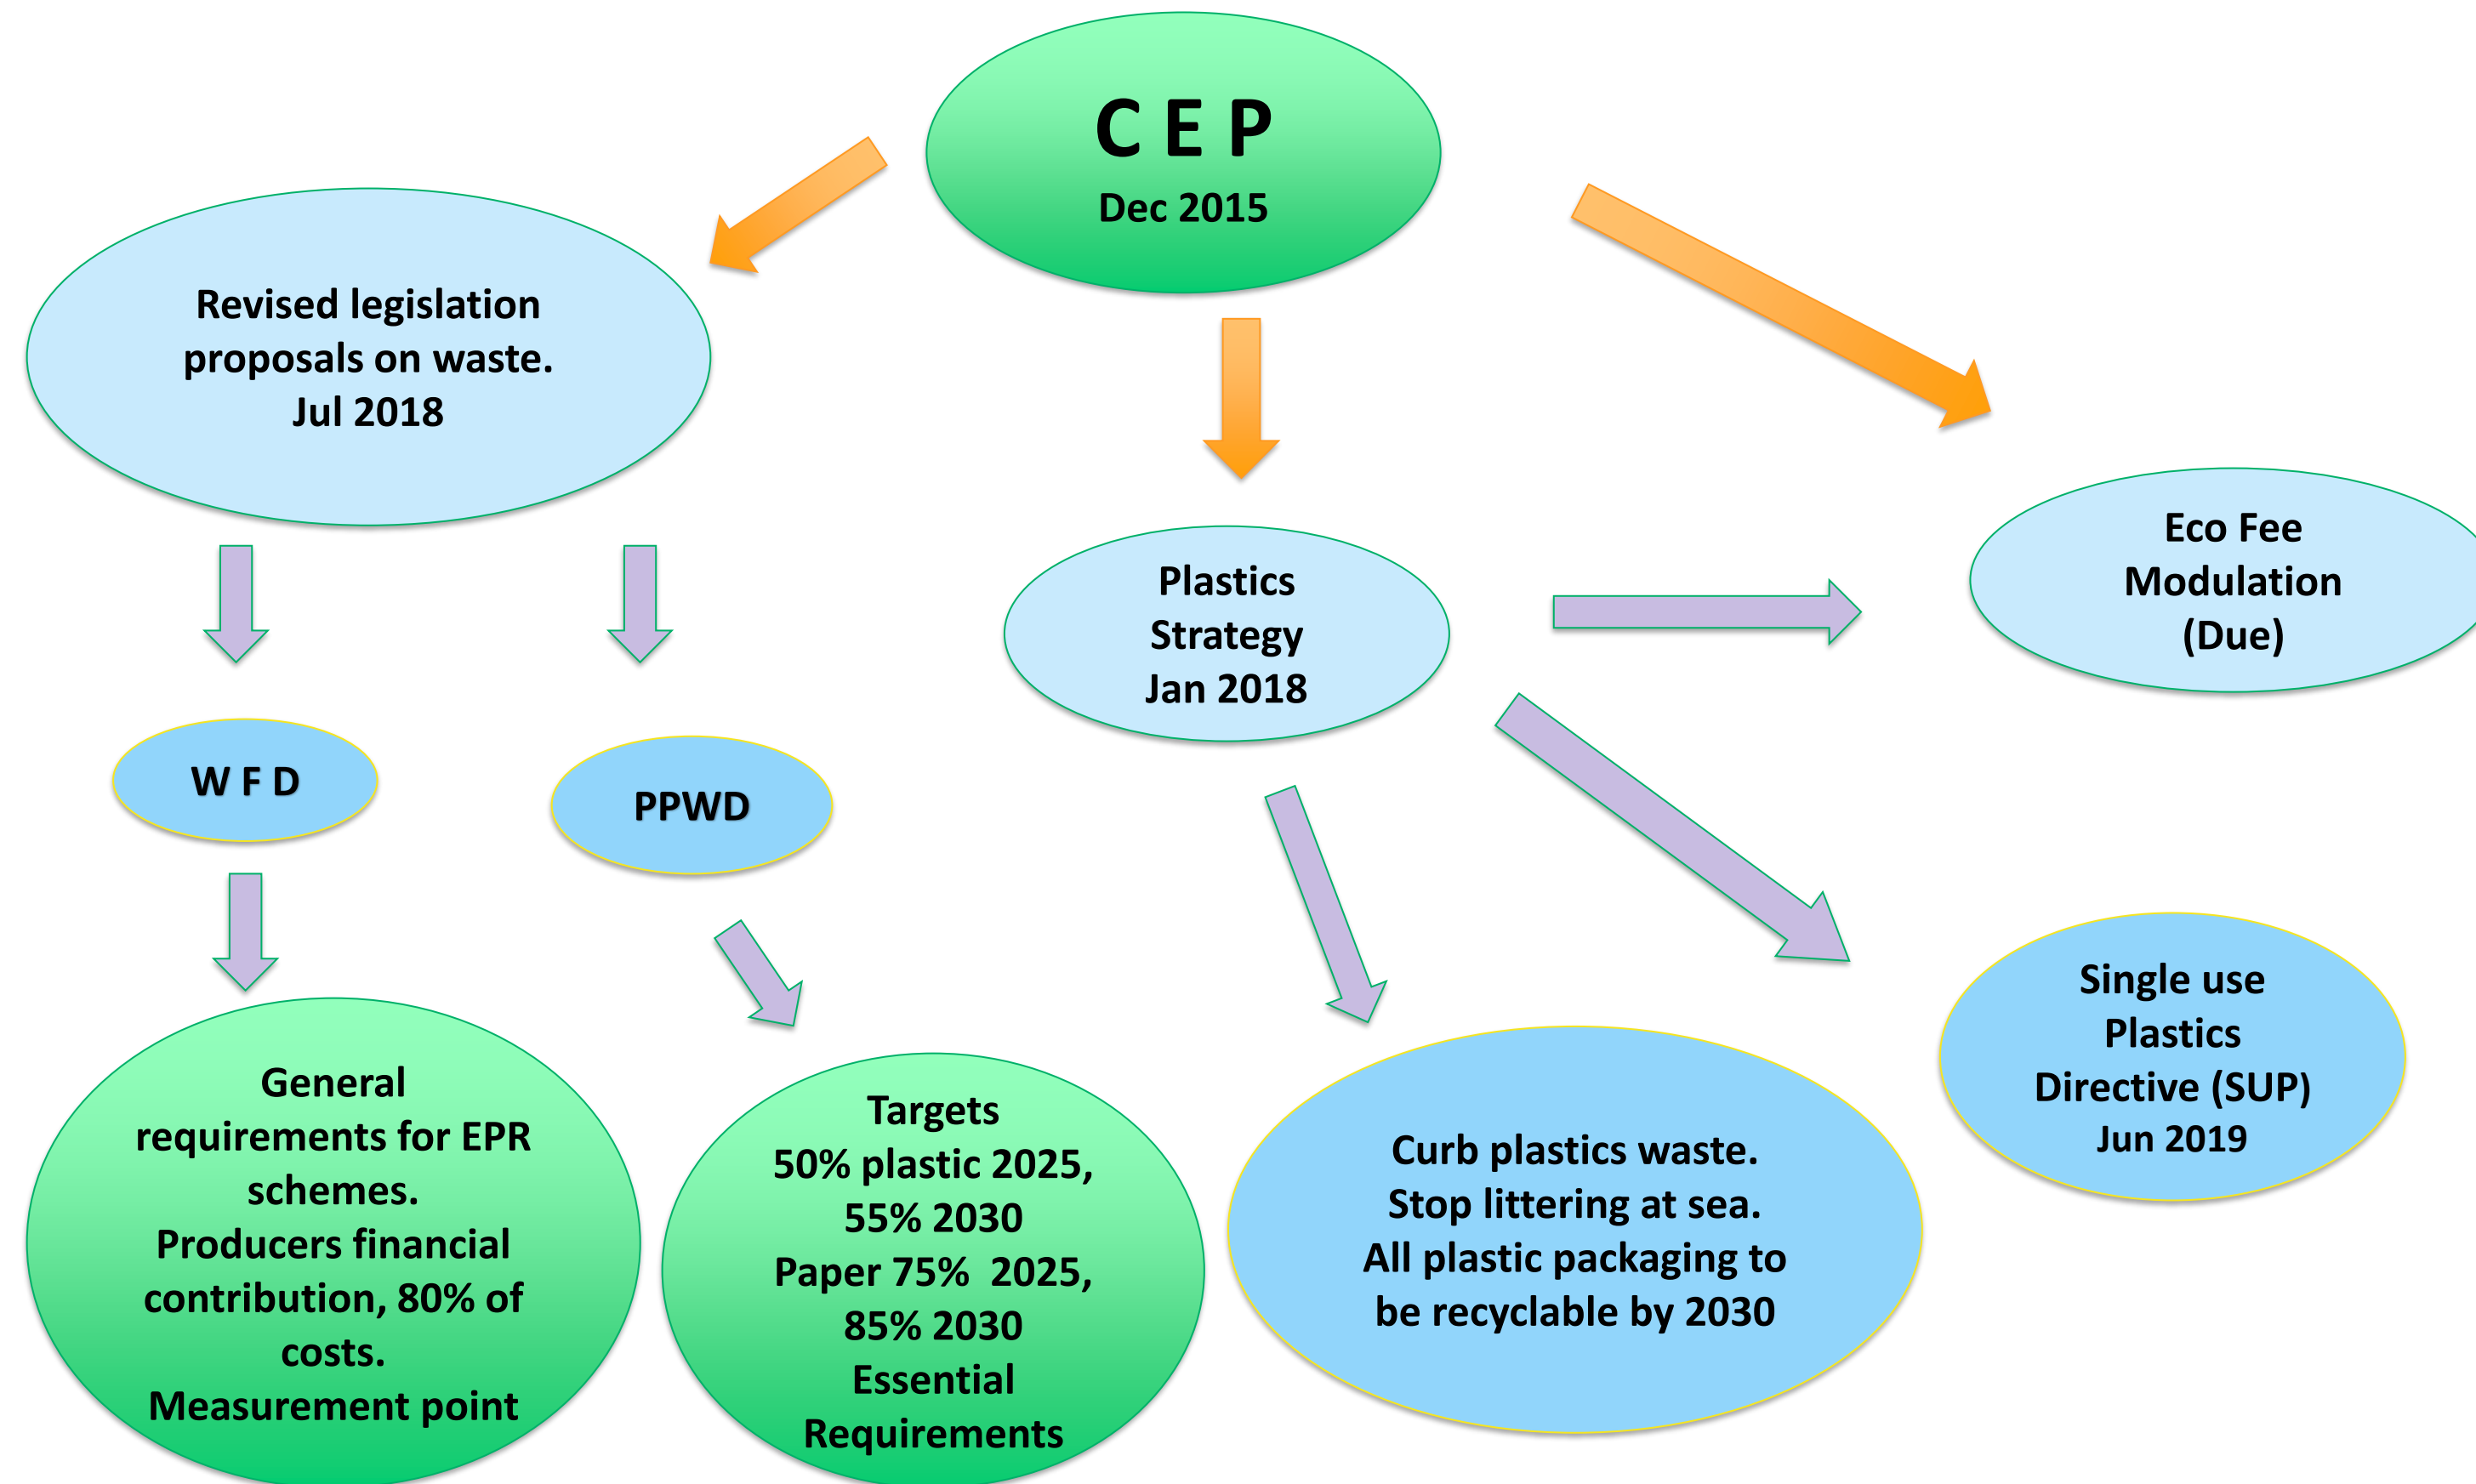 C E P
Dec 2015
Revised legislation
proposals on waste.
Jul 2018
Plastics
Strategy
Jan 2018
Eco Fee
Modulation
(Due)
W F D
PPWD
General
requirements for EPR
schemes.
Producers financial
contribution, 80% of
costs.
Measurement point
Targets
50% plastic 2025,
55% 2030
Paper 75%  2025,
85% 2030
Essential
Requirements
Curb plastics waste.
Stop littering at sea.
All plastic packaging to
be recyclable by 2030
Single use
Plastics
Directive (SUP)
Jun 2019